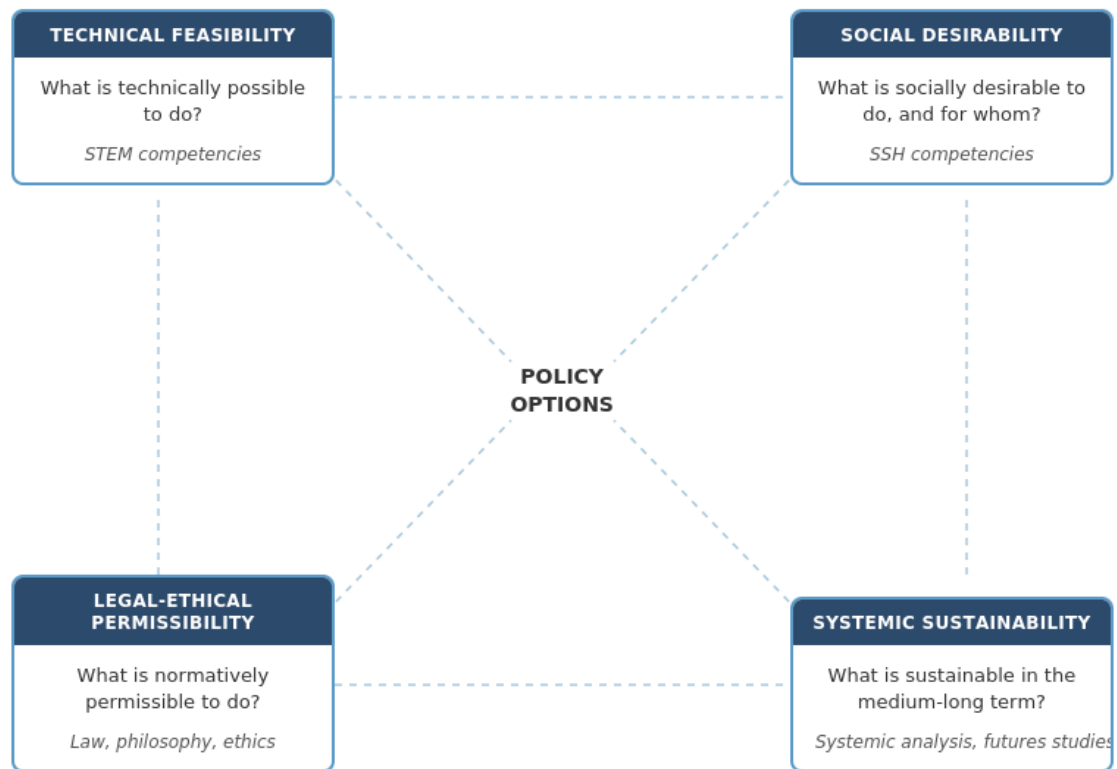 TECHNICAL FEASIBILITY
What is technically possible
to do?
STEM competencies
SOCIAL DESIRABILITY
What is socially desirable to
do, and for whom?
SSH competencies
POLICY
OPTIONS
LEGAL-ETHICAL
PERMISSIBILITY
What is normatively
permissible to do?
Law, philosophy, ethics
SYSTEMIC SUSTAINABILITY
What is sustainable in the
medium-long term?
Systemic analysis, futures studies